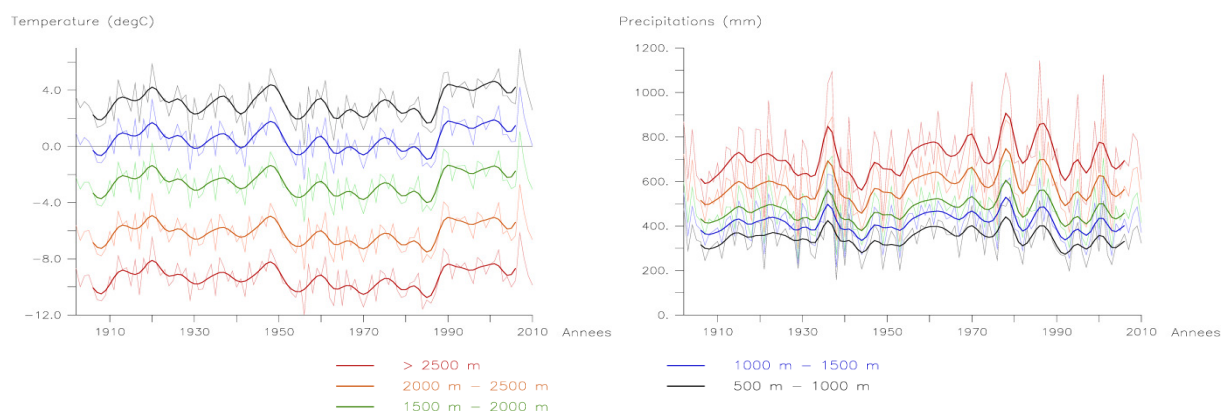 Temperature (degC)
4.0
0.0
-4.0
-8.0
-12.0
1910
1930
1950
1970
1990
2010
Annees
Precipitations (mm)
1200.
1000.
800.
600.
400.
200.
0.
1910
1930
1950
1970
1990
2010
Annees
> 2500 m
2000 m - 2500 m
1500 m - 2000 m
1000 m - 1500 m
500 m - 1000 m